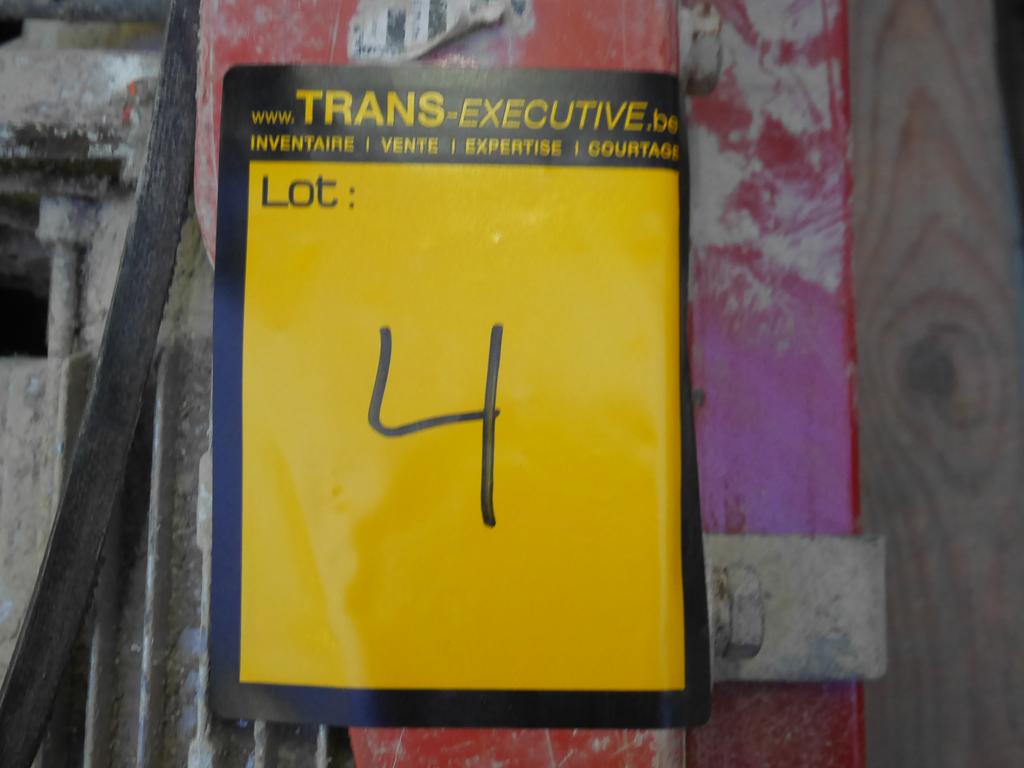 www.TRANS-EXECUTIVE.be
INVENTAIRE | VENTE | EXPERTISE | COURTAGE
Lot :
4